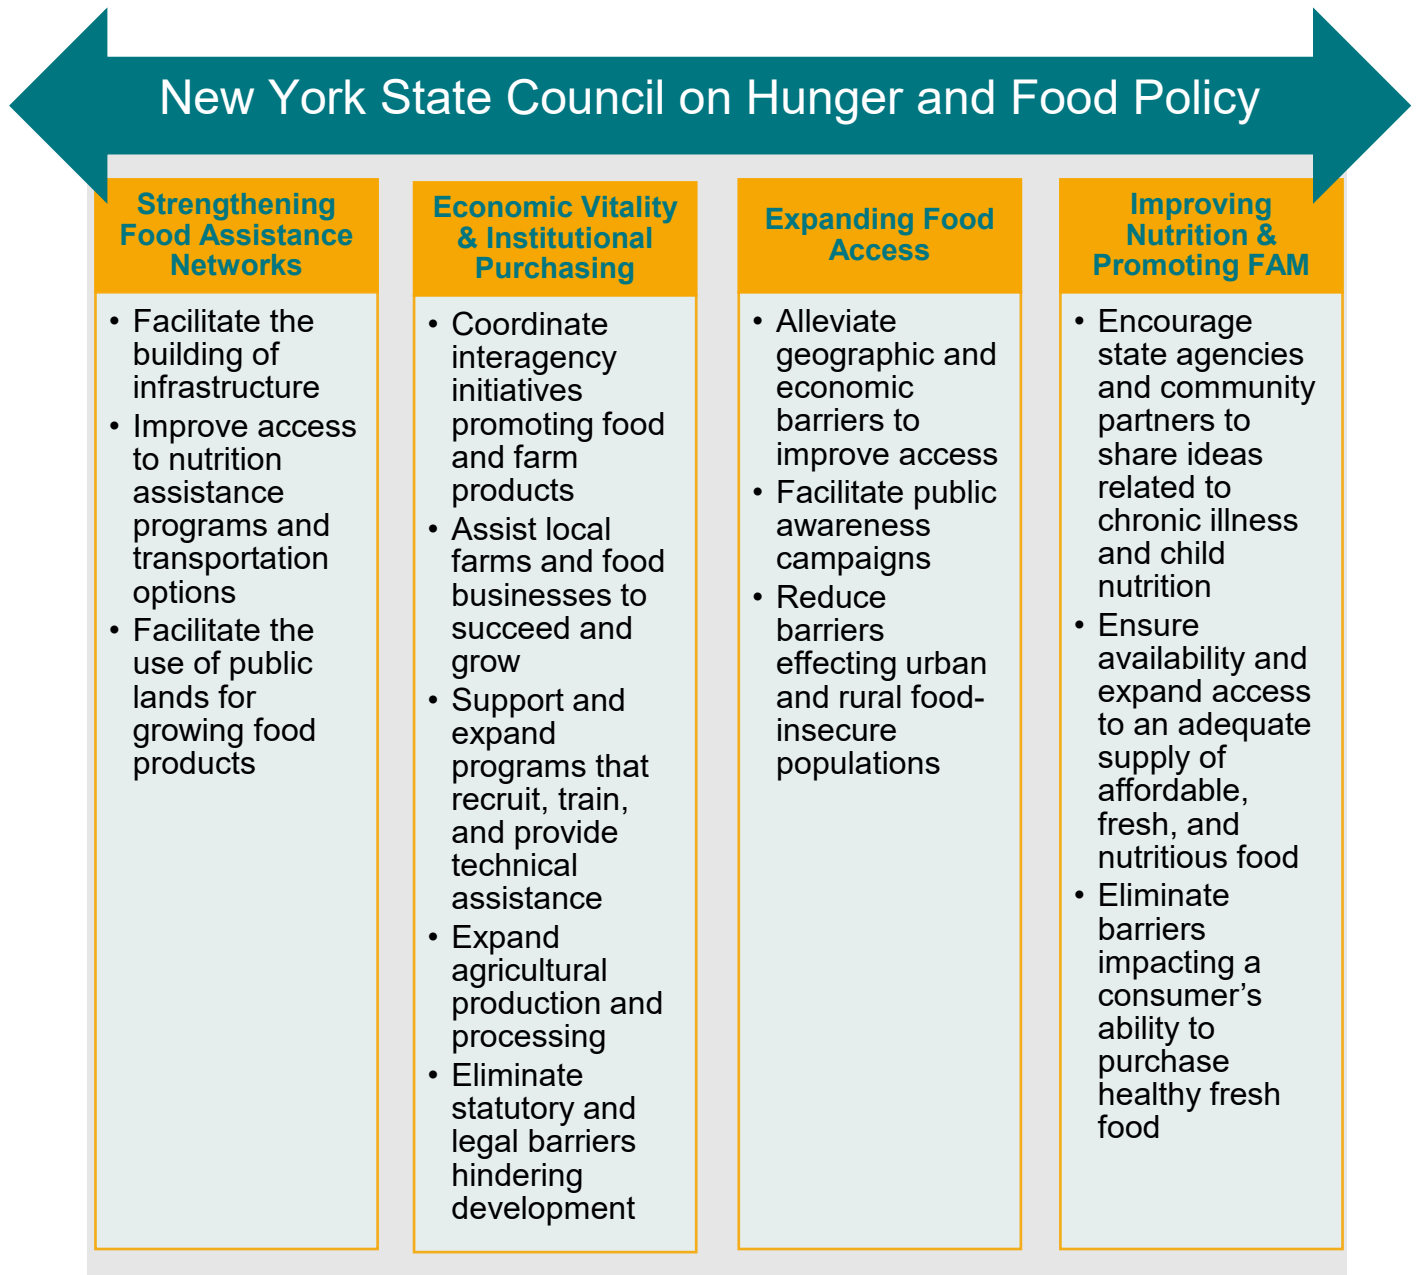 New York State Council on Hunger and Food Policy
Strengthening
Food Assistance
Networks
• Facilitate the
building of
infrastructure
• Improve access
to nutrition
assistance
programs and
transportation
options
• Facilitate the
use of public
lands for
growing food
products
Economic Vitality
& Institutional
Purchasing
• Coordinate
interagency
initiatives
promoting food
and farm
products
• Assist local
farms and food
businesses to
succeed and
grow
• Support and
expand
programs that
recruit, train,
and provide
technical
assistance
• Expand
agricultural
production and
processing
• Eliminate
statutory and
legal barriers
hindering
development
Expanding Food
Access
• Alleviate
geographic and
economic
barriers to
improve access
• Facilitate public
awareness
campaigns
• Reduce
barriers
effecting urban
and rural food-
insecure
populations
Improving
Nutrition &
Promoting FAM
• Encourage
state agencies
and community
partners to
share ideas
related to
chronic illness
and child
nutrition
• Ensure
availability and
expand access
to an adequate
supply of
affordable,
fresh, and
nutritious food
• Eliminate
barriers
impacting a
consumer’s
ability to
purchase
healthy fresh
food